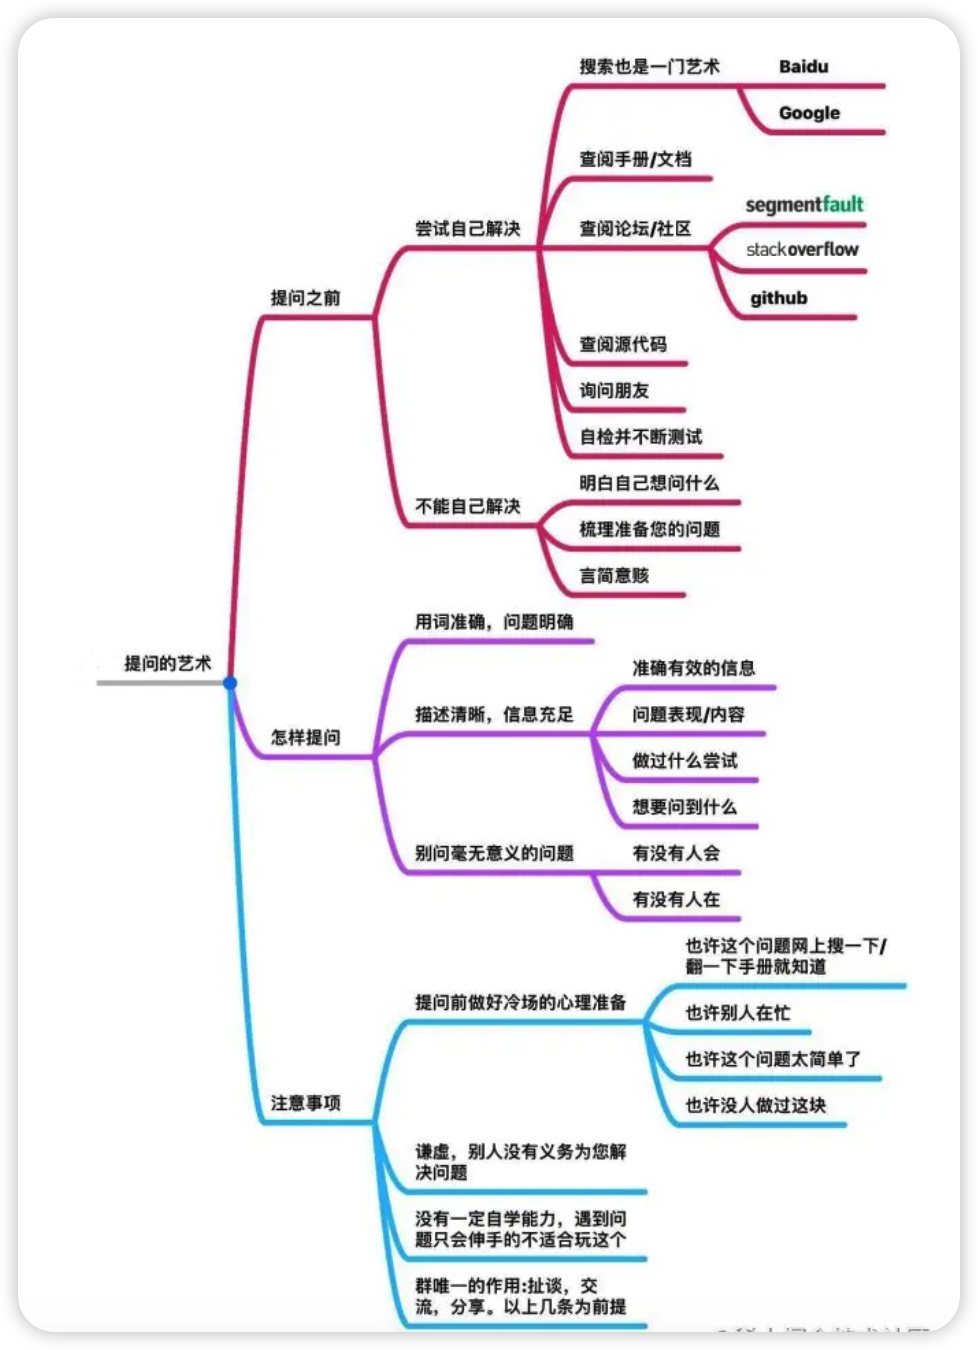 搜索也是一门艺术
Baidu
Google
查阅手册/文档
尝试自己解决
查阅论坛/社区
segmentfault
stackoverflow
github
提问之前
查阅源代码
询问朋友
自检并不断测试
不能自己解决
明白自己想问什么
梳理准备您的问题
言简意赅
提问的艺术
用词准确，问题明确
怎样提问
描述清晰，信息充足
准确有效的信息
问题表现/内容
做过什么尝试
想要问到什么
别问毫无意义的问题
有没有人会
有没有人在
注意事项
提问前做好冷场的心理准备
也许这个问题网上搜一下/
翻一下手册就知道
也许别人在忙
也许这个问题太简单了
也许没人做过这块
谦虚，别人没有义务为您解
决问题
没有一定自学能力，遇到问
题只会伸手的不适合玩这个
群唯一的作用:扯谈，交
流，分享。以上几条为前提